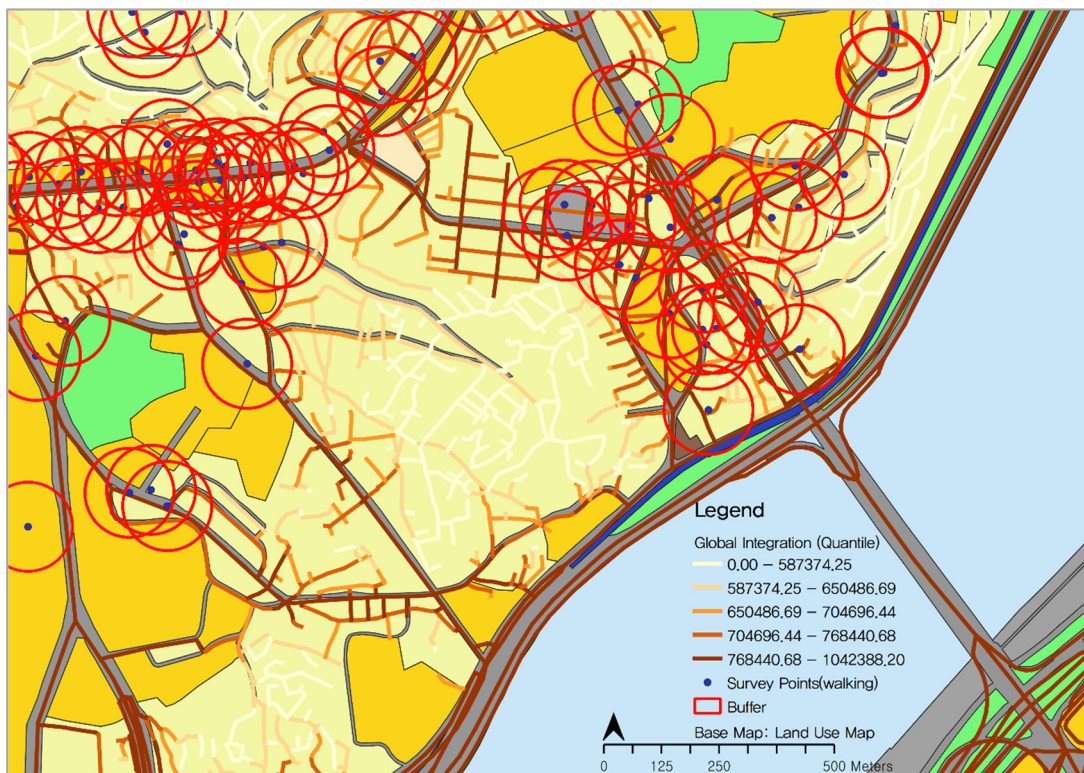 Legend
Global Integration (Quantile)
0.00 – 587374.25
587374.25 – 650486.69
650486.69 – 704696.44
704696.44 – 768440.68
768440.68 – 1042388.20
Survey Points(walking)
Buffer
Base Map: Land Use Map
0 125 250 500 Meters